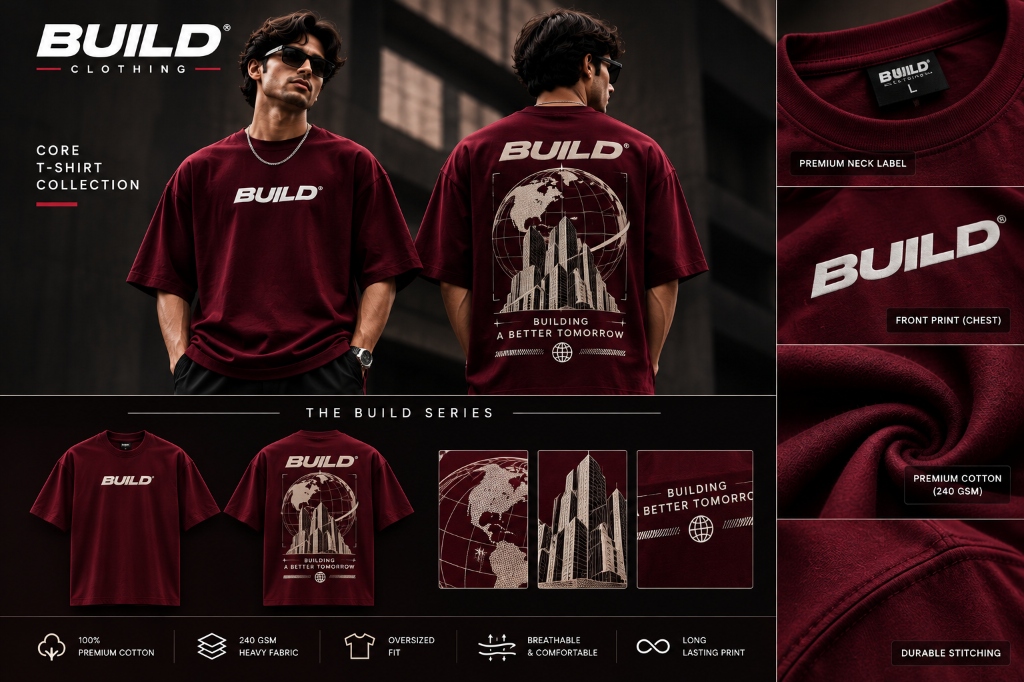 BUILD®
CLOTHING
CORE
T-SHIRT
COLLECTION
BUILD®
BUILD®
BUILDING
A BETTER TOMORROW
BUILD®
L
PREMIUM NECK LABEL
BUILD®
FRONT PRINT (CHEST)
PREMIUM COTTON
(240 GSM)
DURABLE STITCHING
THE BUILD SERIES
BUILD®
BUILD®
BUILDING
A BETTER TOMORROW
BUILDING
A BETTER TOMORRO
100%
PREMIUM COTTON
240 GSM
HEAVY FABRIC
OVERSIZED
FIT
BREATHABLE
& COMFORTABLE
LONG
LASTING PRINT